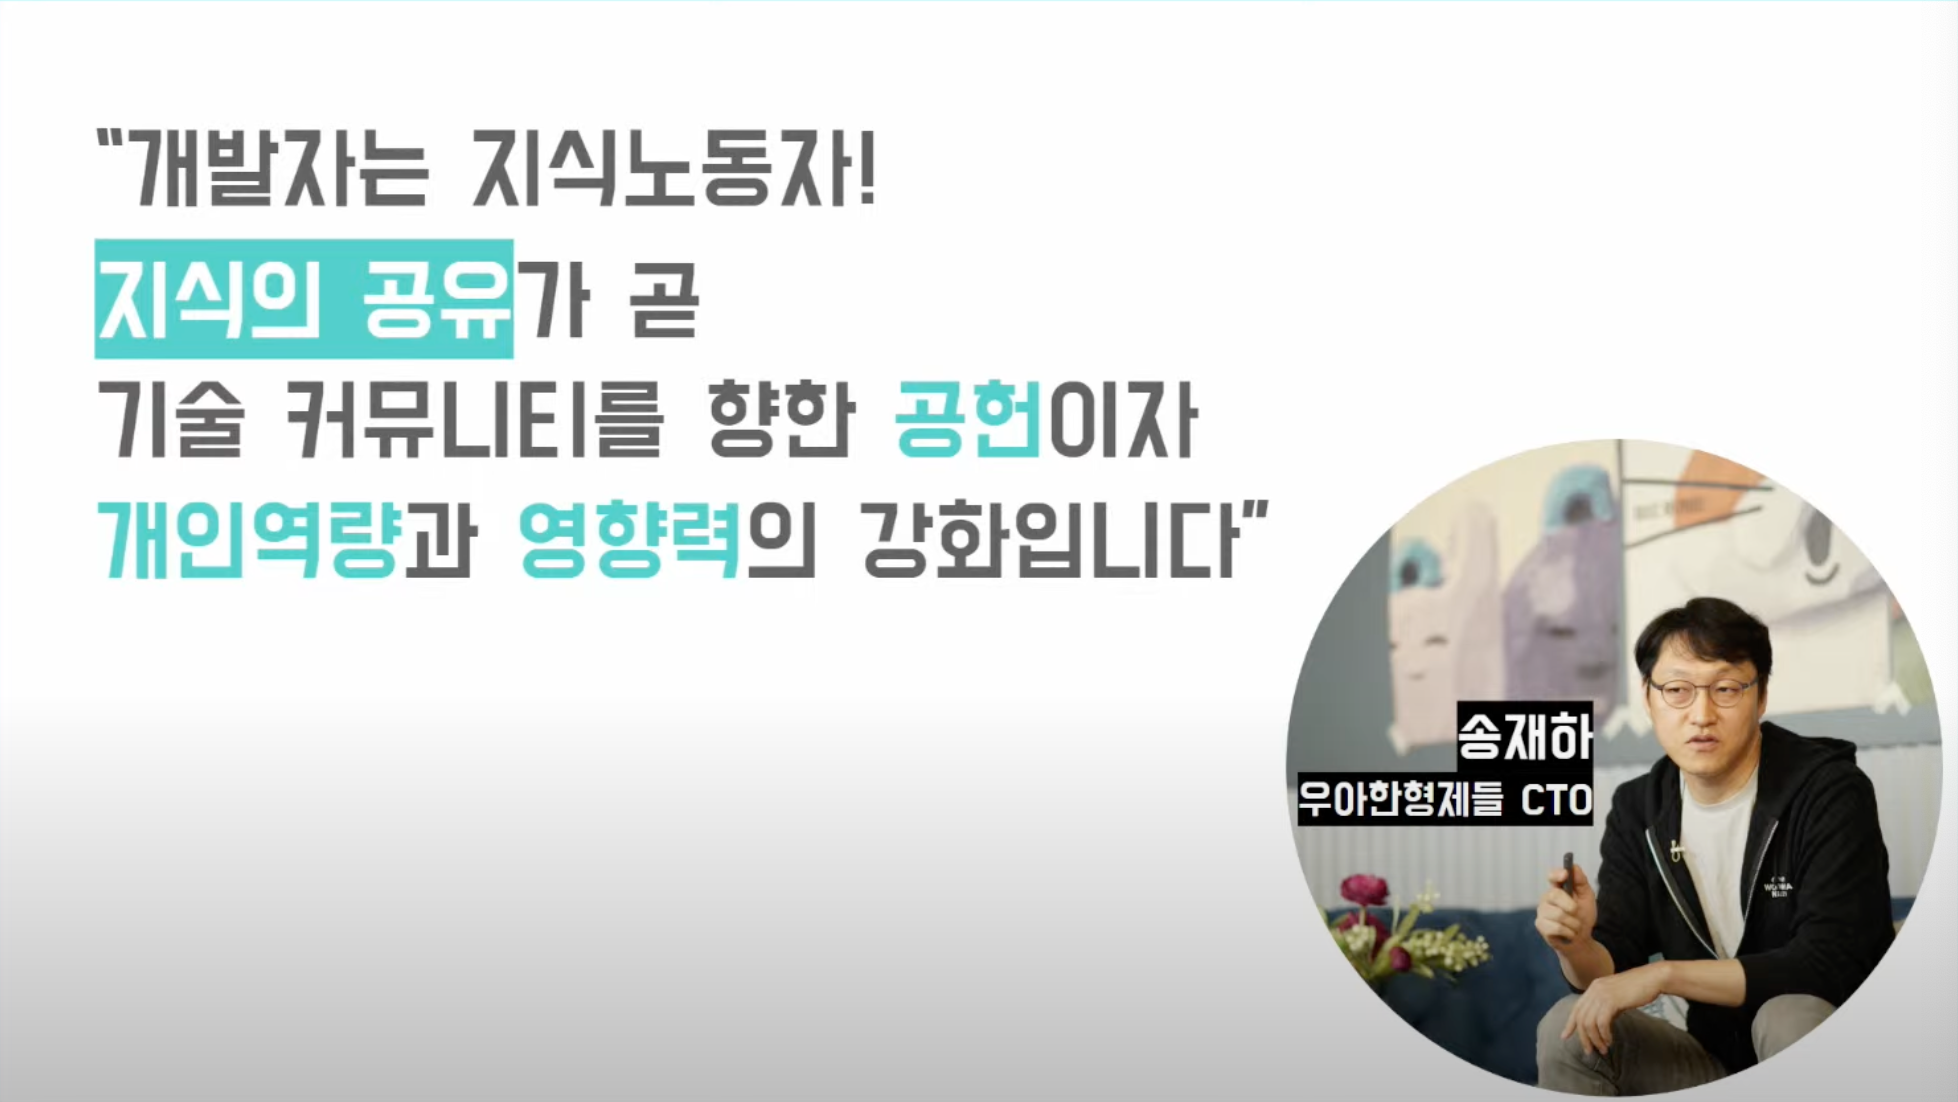 “개발자는 지식노동자!
지식의 공유가 곧
기술 커뮤니티를 향한 공헌이자
개인역량과 영향력의 강화입니다”
송재하
우아한형제들 CTO